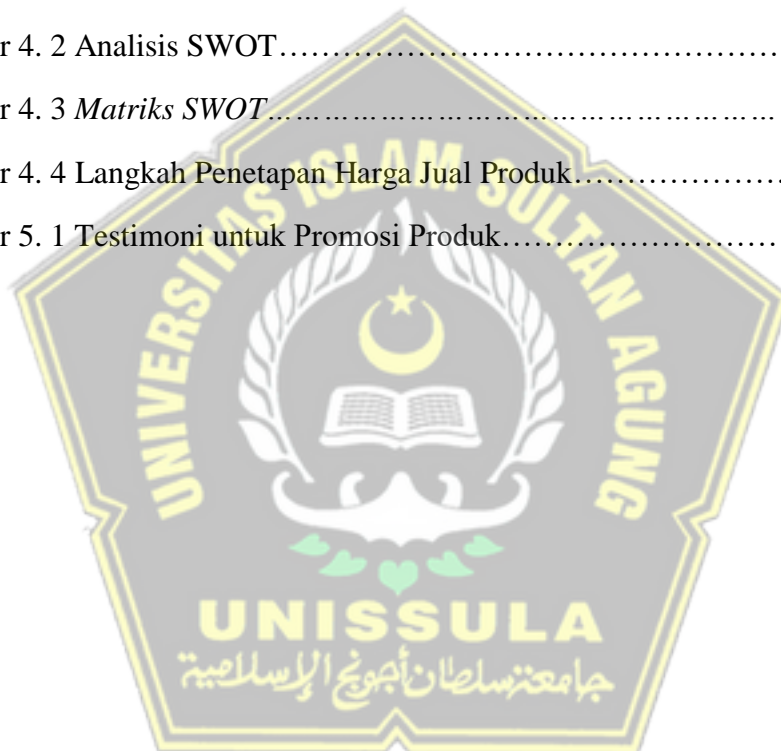 r 4. 2 Analisis SWOT……………………………………………….
r 4. 3 Matriks SWOT…………………………………………………
r 4. 4 Langkah Penetapan Harga Jual Produk…………………
r 5. 1 Testimoni untuk Promosi Produk…………………………
UNIVERSITAS ISLAM SULTAN AGUNG
UNISSULA
جامعة سلطان أجونج الإسلامية